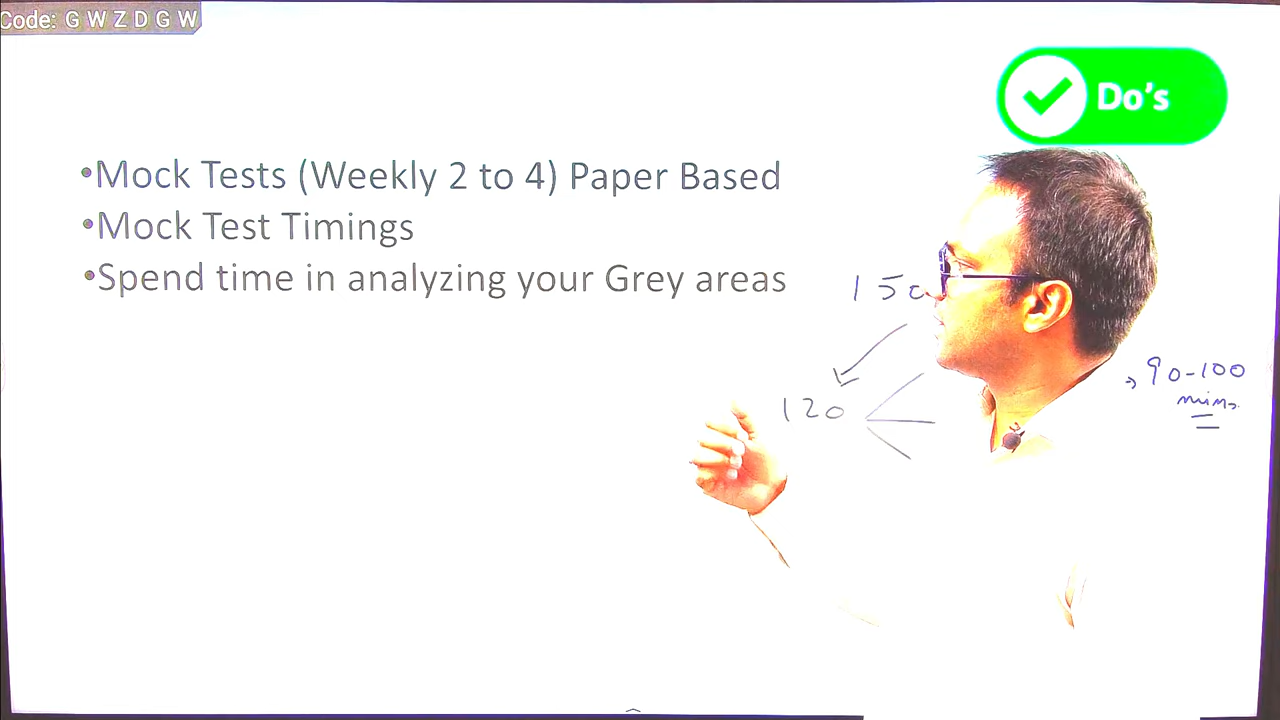 Code: G W Z D G W
Do's
•Mock Tests (Weekly 2 to 4) Paper Based
•Mock Test Timings
•Spend time in analyzing your Grey areas
150
90-100
mins
120